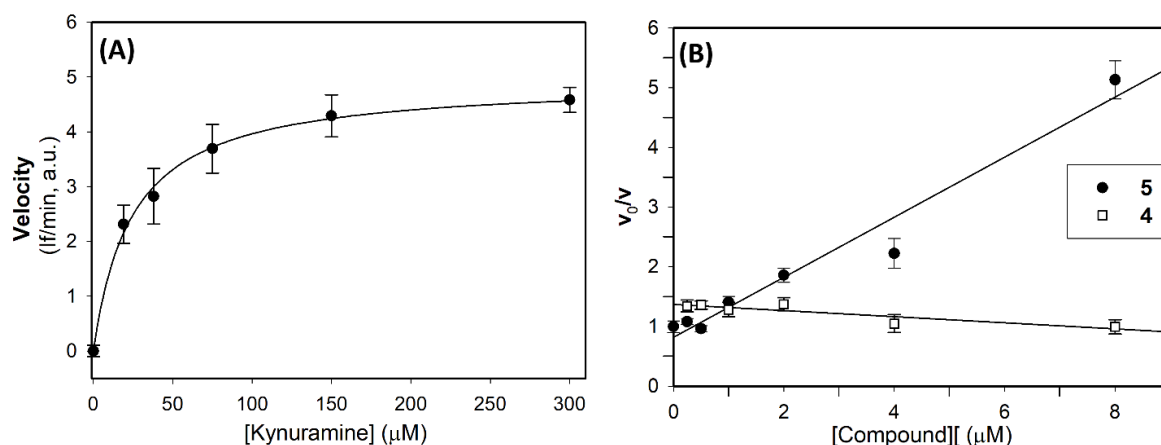 (A)
6
5
4
3
2
1
0
Velocity
(If/min, a.u.)
0 50 100 150 200 250 300
[Kynuramine] (μM)
(B)
6
5
4
3
2
1
0
v0/v
0 2 4 6 8
[Compound][ (μM)
5
4